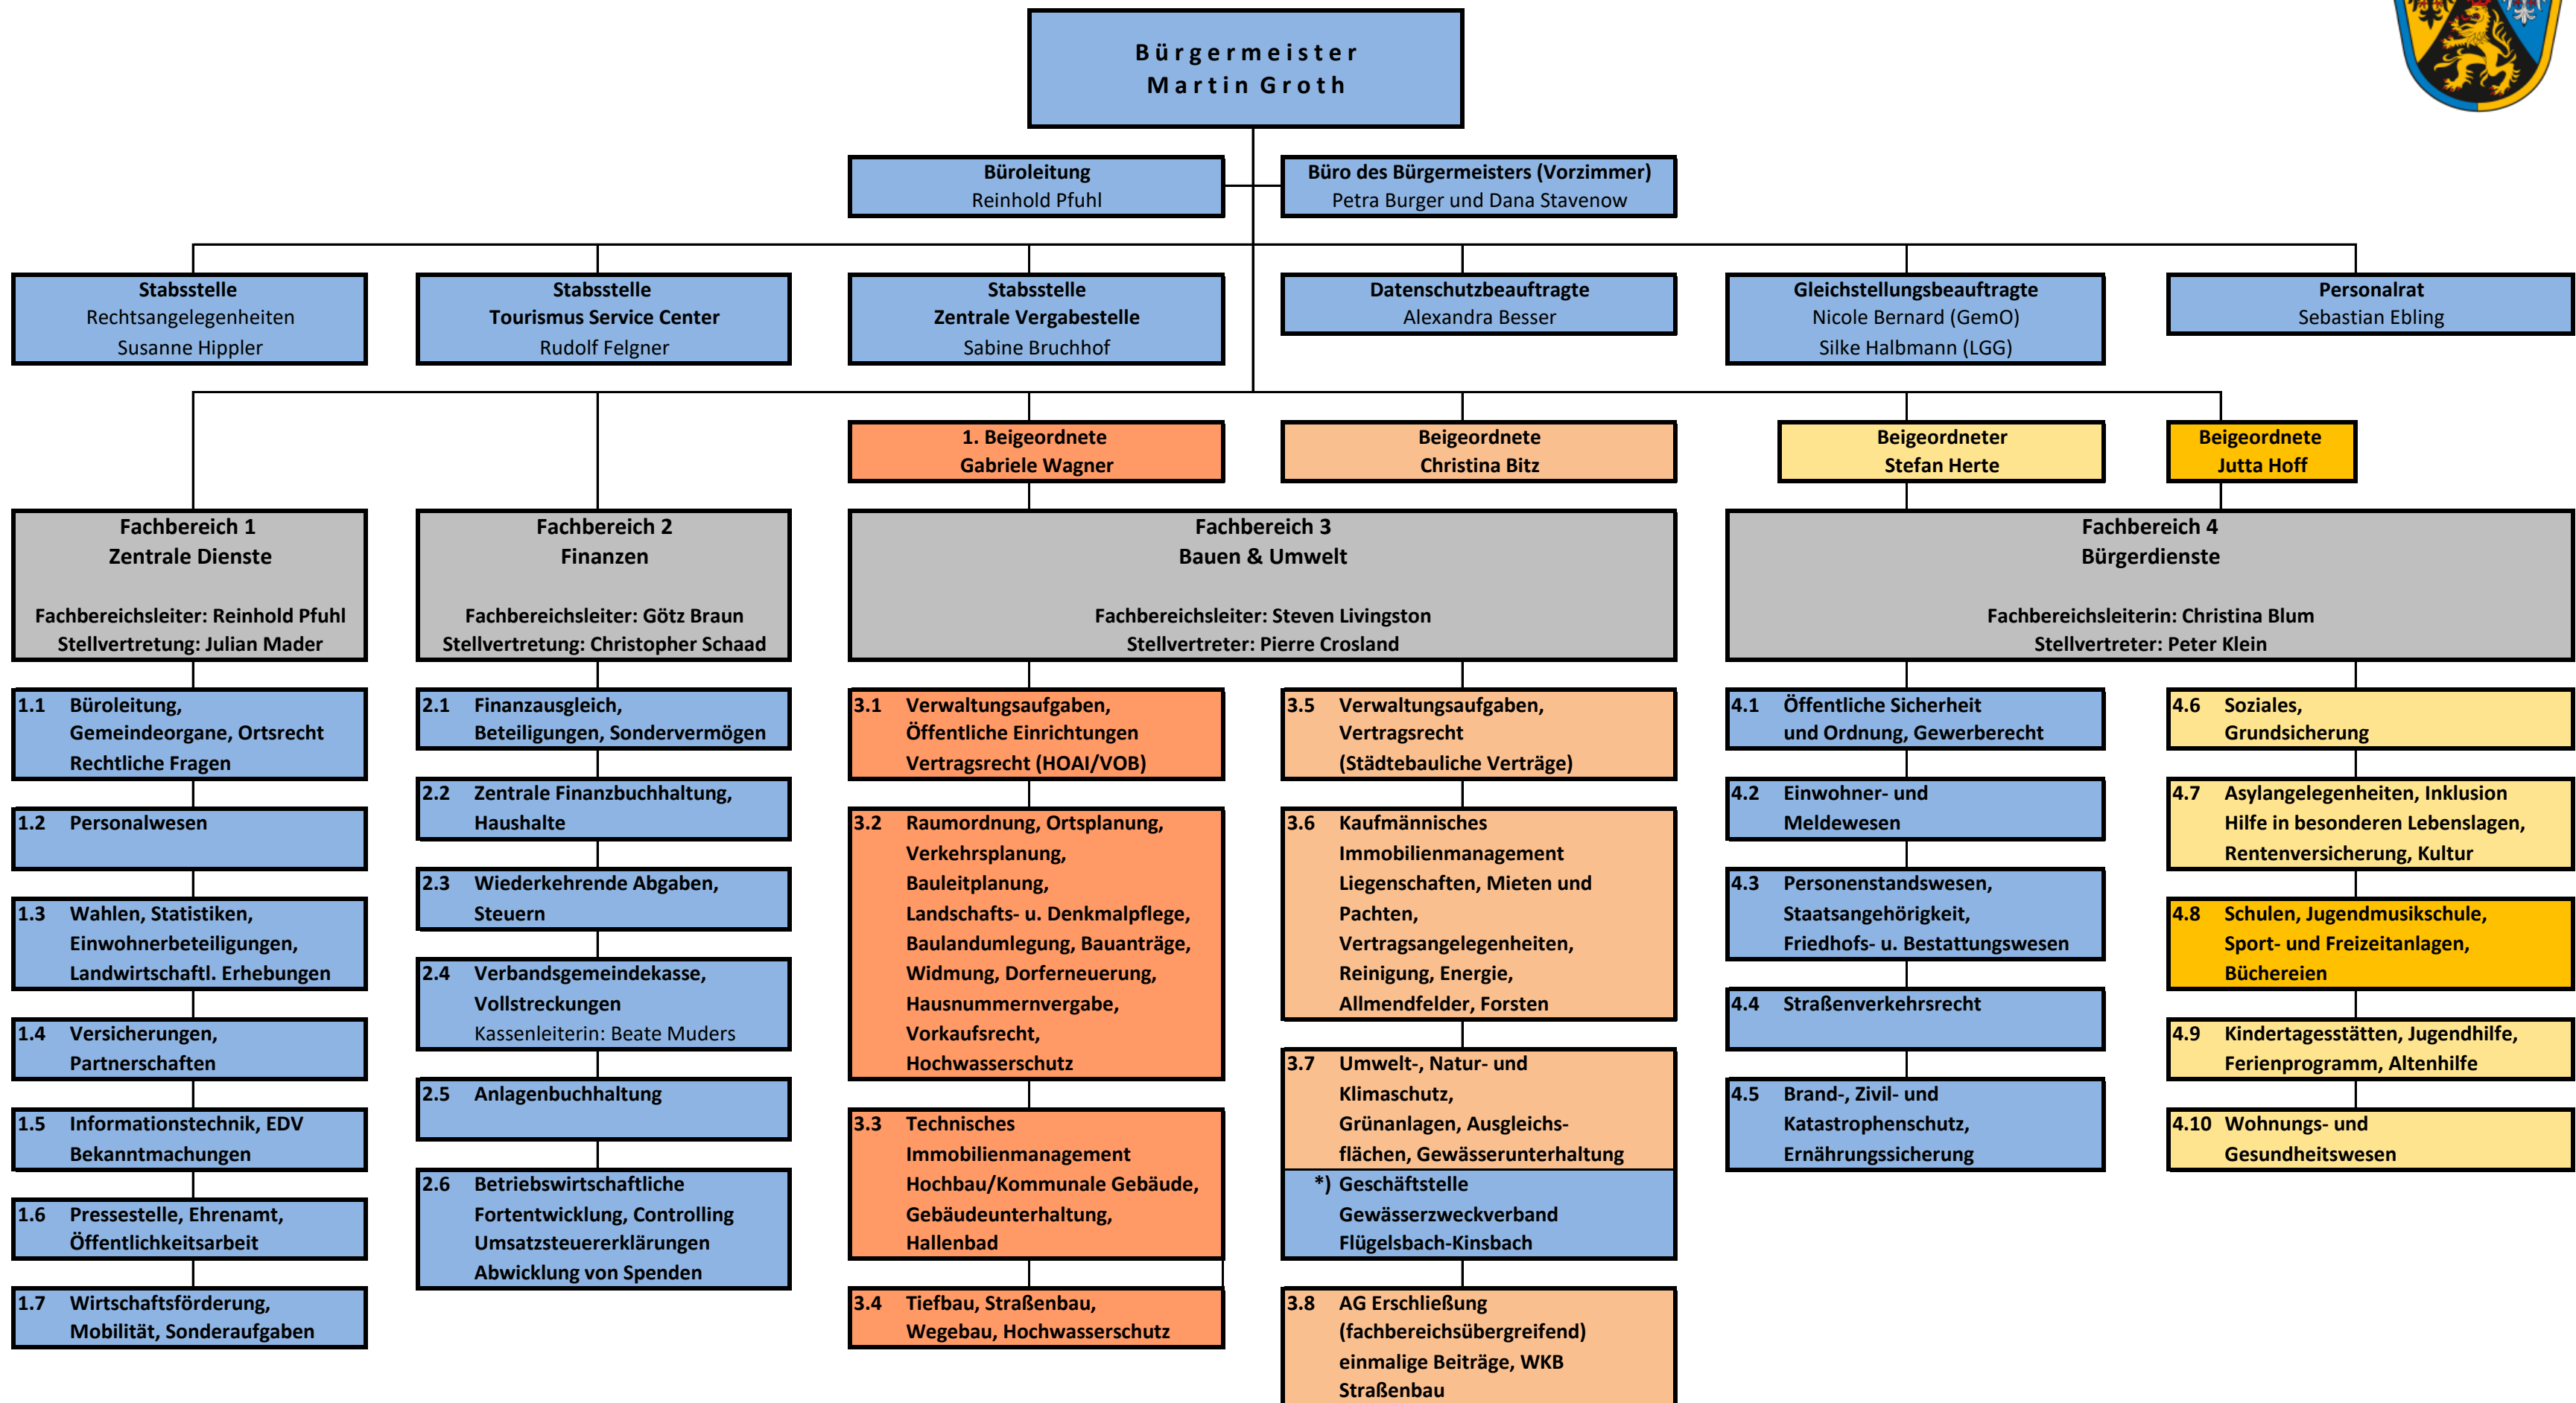 Bürgermeister
Martin Groth
Büroleitung
Reinhold Pfuhl
Büro des Bürgermeisters (Vorzimmer)
Petra Burger und Dana Stavenow
Stabsstelle
Rechtsangelegenheiten
Susanne Hippler
Stabsstelle
Tourismus Service Center
Rudolf Felgner
Stabsstelle
Zentrale Vergabestelle
Sabine Bruchhof
Datenschutzbeauftragte
Alexandra Besser
Gleichstellungsbeauftragte
Nicole Bernard (GemO)
Silke Halbmann (LGG)
Personalrat
Sebastian Ebling
1. Beigeordnete
Gabriele Wagner
Beigeordnete
Christina Bitz
Beigeordneter
Stefan Herte
Beigeordnete
Jutta Hoff
Fachbereich 1
Zentrale Dienste
Fachbereichsleiter: Reinhold Pfuhl
Stellvertretung: Julian Mader
Fachbereich 2
Finanzen
Fachbereichsleiter: Götz Braun
Stellvertretung: Christopher Schaad
Fachbereich 3
Bauen & Umwelt
Fachbereichsleiter: Steven Livingston
Stellvertreter: Pierre Crosland
Fachbereich 4
Bürgerdienste
Fachbereichsleiterin: Christina Blum
Stellvertreter: Peter Klein
1.1 Büroleitung,
Gemeindeorgane, Ortsrecht
Rechtliche Fragen
1.2 Personalwesen
1.3 Wahlen, Statistiken,
Einwohnerbeteiligungen,
Landwirtschaftl. Erhebungen
1.4 Versicherungen,
Partnerschaften
1.5 Informationstechnik, EDV
Bekanntmachungen
1.6 Pressestelle, Ehrenamt,
Öffentlichkeitsarbeit
1.7 Wirtschaftsförderung,
Mobilität, Sonderaufgaben
2.1 Finanzausgleich,
Beteiligungen, Sondervermögen
2.2 Zentrale Finanzbuchhaltung,
Haushalte
2.3 Wiederkehrende Abgaben,
Steuern
2.4 Verbandsgemeindekasse,
Vollstreckungen
Kassenleiterin: Beate Muders
2.5 Anlagenbuchhaltung
2.6 Betriebswirtschaftliche
Fortentwicklung, Controlling
Umsatzsteuererklärungen
Abwicklung von Spenden
3.1 Verwaltungsaufgaben,
Öffentliche Einrichtungen
Vertragsrecht (HOAI/VOB)
3.2 Raumordnung, Ortsplanung,
Verkehrsplanung,
Bauleitplanung,
Landschafts- u. Denkmalpflege,
Baulandumlegung, Bauanträge,
Widmung, Dorferneuerung,
Hausnummernvergabe,
Vorkaufsrecht,
Hochwasserschutz
3.3 Technisches
Immobilienmanagement
Hochbau/Kommunale Gebäude,
Gebäudeunterhaltung,
Hallenbad
3.4 Tiefbau, Straßenbau,
Wegebau, Hochwasserschutz
3.5 Verwaltungsaufgaben,
Vertragsrecht
(Städtebauliche Verträge)
3.6 Kaufmännisches
Immobilienmanagement
Liegenschaften, Mieten und
Pachten,
Vertragsangelegenheiten,
Reinigung, Energie,
Allmendfelder, Forsten
3.7 Umwelt-, Natur- und
Klimaschutz,
Grünanlagen, Ausgleichs-
flächen, Gewässerunterhaltung
*) Geschäftstelle
Gewässerzweckverband
Flügelsbach-Kinsbach
3.8 AG Erschließung
(fachbereichsübergreifend)
einmalige Beiträge, WKB
Straßenbau
4.1 Öffentliche Sicherheit
und Ordnung, Gewerberecht
4.2 Einwohner- und
Meldewesen
4.3 Personenstandswesen,
Staatsangehörigkeit,
Friedhofs- u. Bestattungswesen
4.4 Straßenverkehrsrecht
4.5 Brand-, Zivil- und
Katastrophenschutz,
Ernährungssicherung
4.6 Soziales,
Grundsicherung
4.7 Asylangelegenheiten, Inklusion
Hilfe in besonderen Lebenslagen,
Rentenversicherung, Kultur
4.8 Schulen, Jugendmusikschule,
Sport- und Freizeitanlagen,
Büchereien
4.9 Kindertagesstätten, Jugendhilfe,
Ferienprogramm, Altenhilfe
4.10 Wohnungs- und
Gesundheitswesen